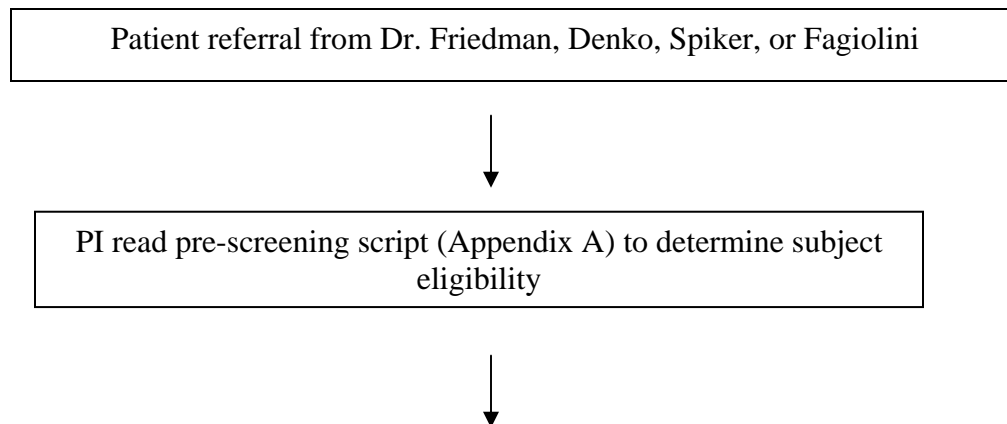 Patient referral from Dr. Friedman, Denko, Spiker, or Fagiolini
PI read pre-screening script (Appendix A) to determine subject
eligibility